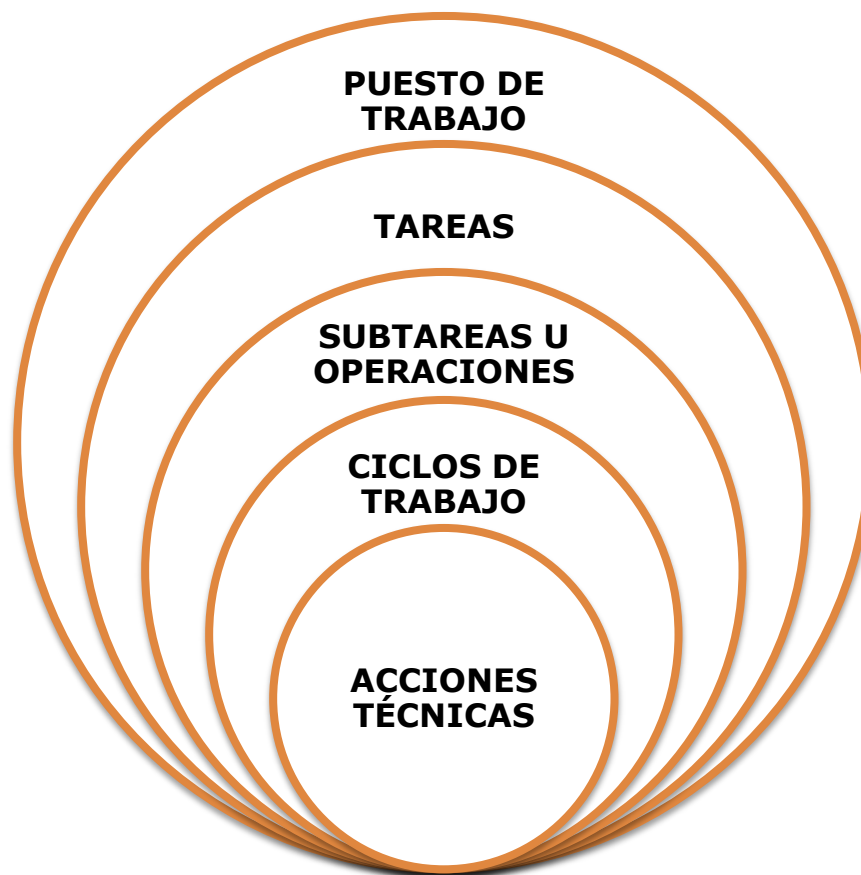 PUESTO DE
TRABAJO
TAREAS
SUBTAREAS U
OPERACIONES
CICLOS DE
TRABAJO
ACCIONES
TÉCNICAS